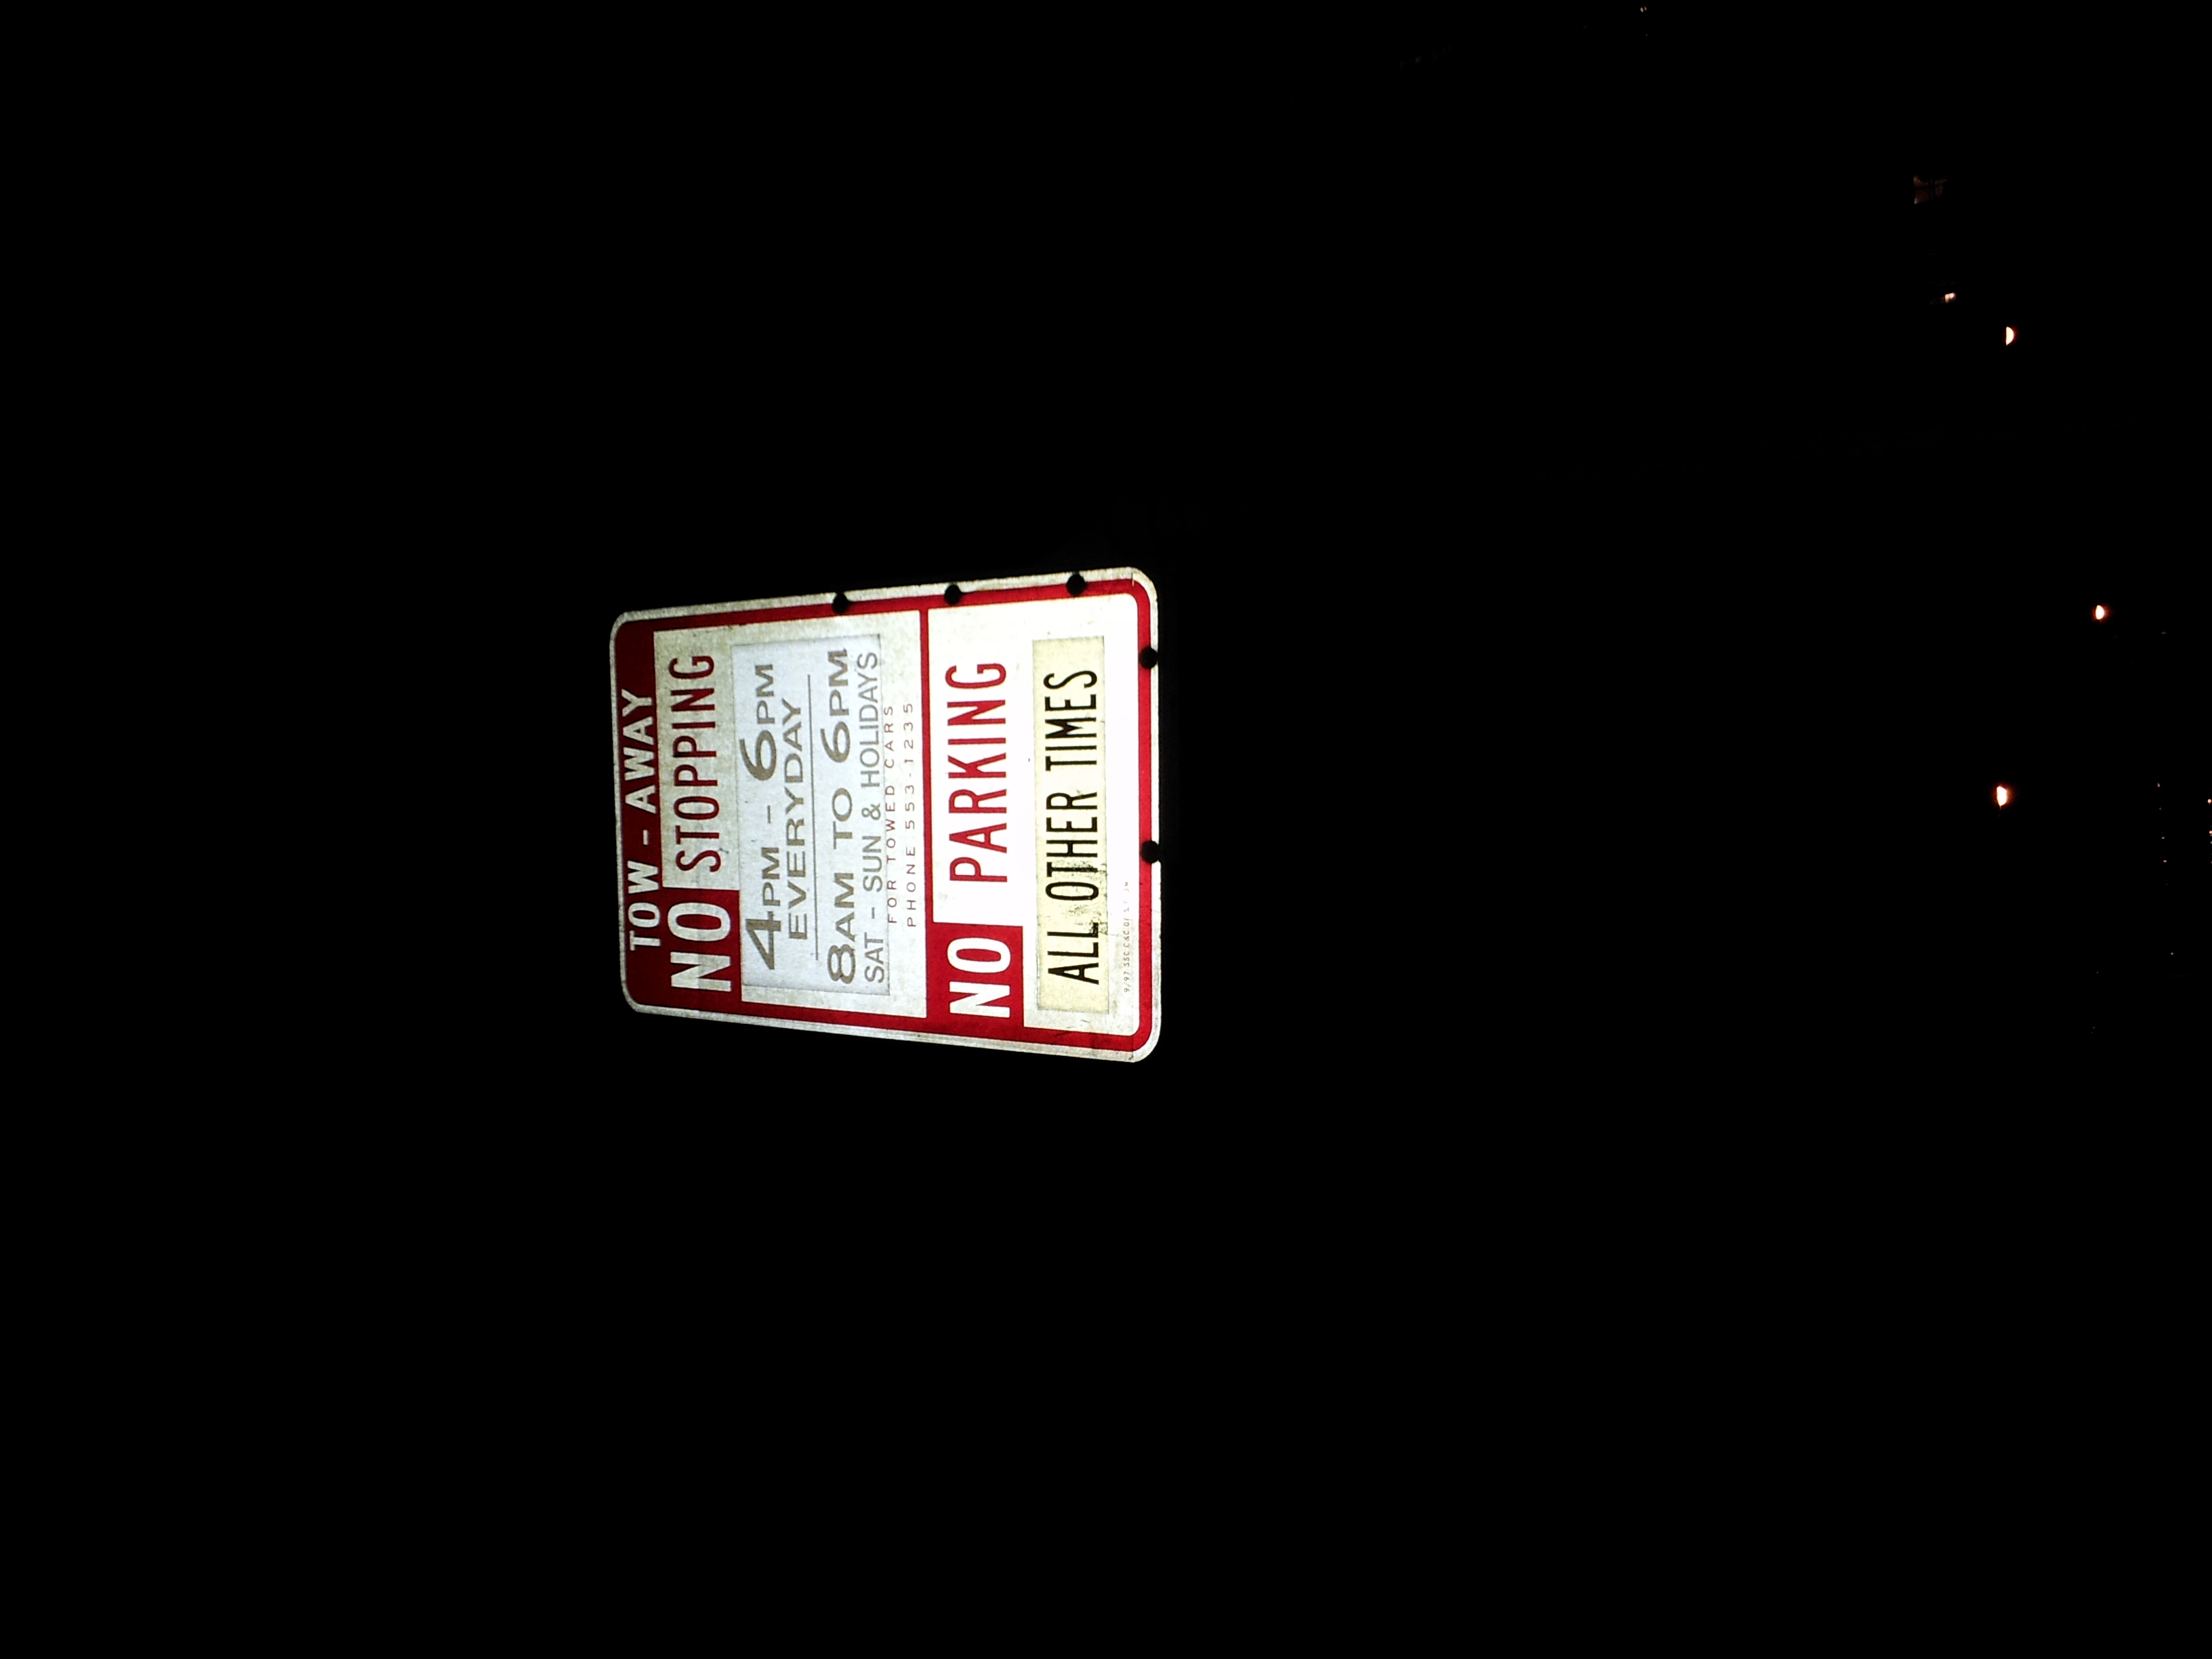 TOW - AWAY
NO STOPPING
4PM - 6PM
EVERYDAY
8AM TO 6PM
SAT - SUN & HOLIDAYS
FOR TOWED CARS
PHONE 553-1235
NO PARKING
ALL OTHER TIMES